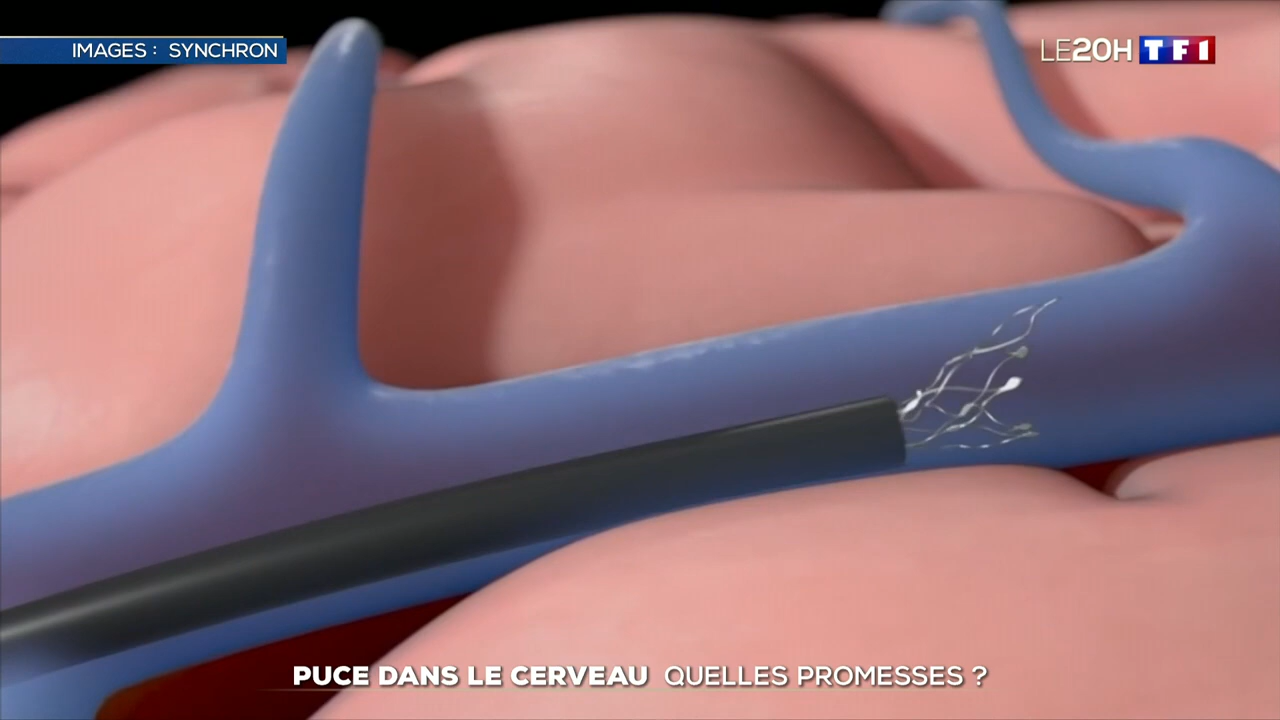 IMAGES : SYNCHRON
LE20H TF1
PUCE DANS LE CERVEAU QUELLES PROMESSES ?